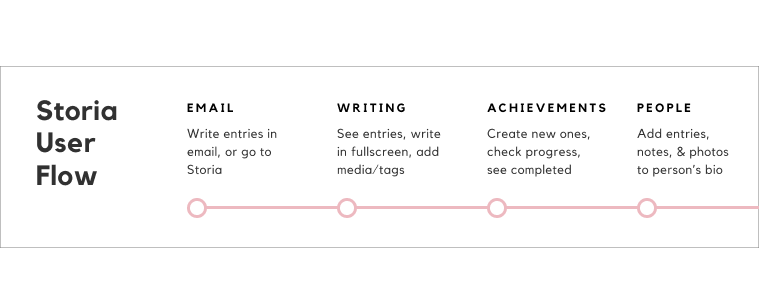 Storia
User
Flow
EMAIL
Write entries in
email, or go to
Storia
WRITING
See entries, write
in fullscreen, add
media/tags
ACHIEVEMENTS
Create new ones,
check progress,
see completed
PEOPLE
Add entries,
notes, & photos
to person's bio